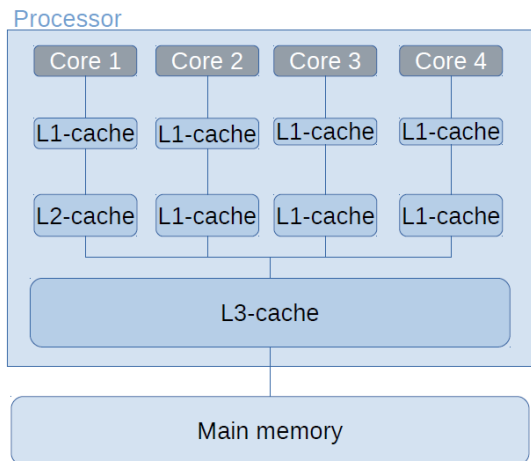 Processor
Core 1 Core 2 Core 3 Core 4
L1-cache L1-cache L1-cache L1-cache
L2-cache L1-cache L1-cache L1-cache
L3-cache
Main memory